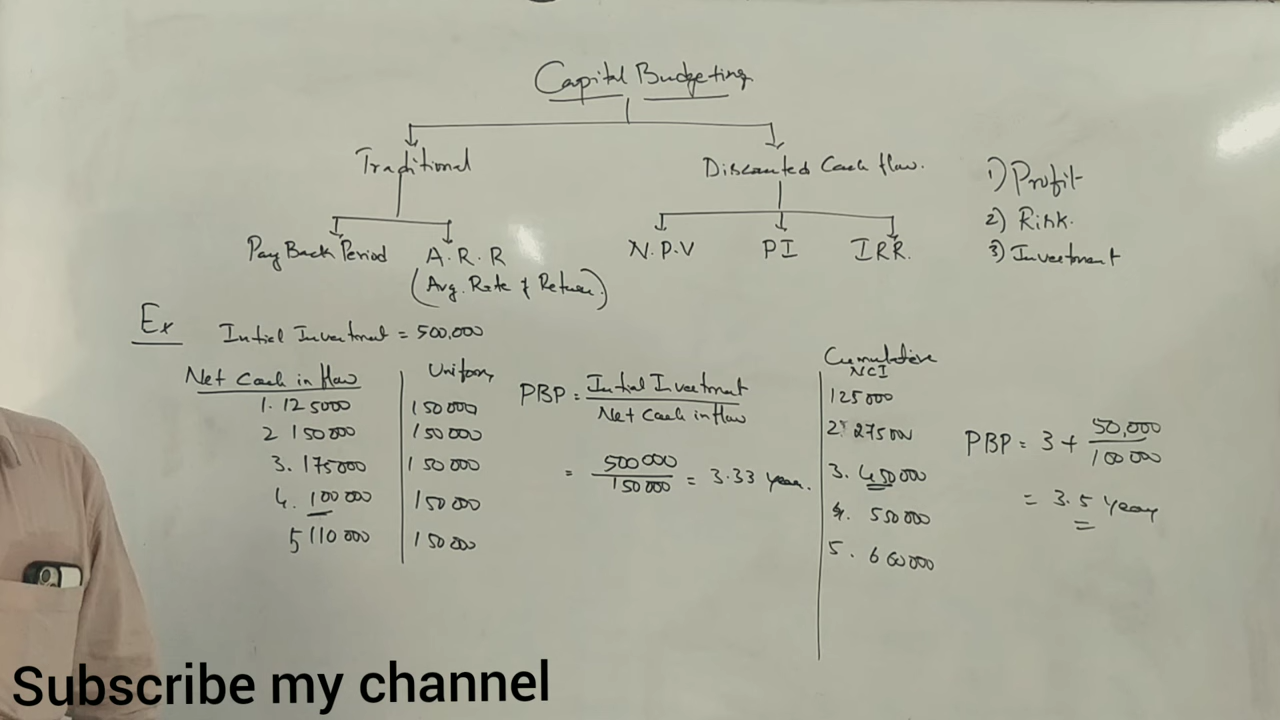 Capital Budgeting
Traditional
Discounted Cash flow.
Pay Back Period
A.R.R
(Avg. Rate of Return)
N.P.V
PI
IRR.
1) Profit
2) Risk.
3) Investment
Ex
Initial Investment = 500,000
Net Cash in flow
1. 125000
2 150000
3. 175000
4. 100000
5 110000
Uniform
150000
150000
150000
150000
150000
PBP = Initial Investment
Net Cash inflow
= 500000
150000 = 3.33 year.
Cumulative
NCI
125000
2. 275000
3. 450000
4. 550000
5. 660000
PBP = 3 + 50,000
100000
= 3.5 year
Subscribe my channel